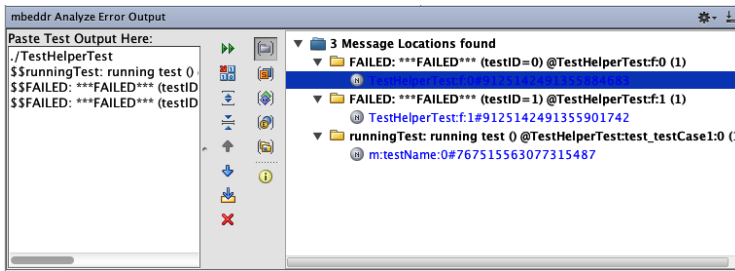 mbeddr Analyze Error Output
Paste Test Output Here:
./TestHelperTest
$$runningTest: running test ()
$$FAILED: ***FAILED*** (testID
$$FAILED: ***FAILED*** (testID
3 Message Locations found
FAILED: ***FAILED*** (testID=0) @TestHelperTest:f:0 (1)
TestHelperTest:f:0#9125142491355884683
FAILED: ***FAILED*** (testID=1) @TestHelperTest:f:1 (1)
TestHelperTest:f:1#9125142491355901742
runningTest: running test () @TestHelperTest:test_testCase1:0 (
m:testName:0#767515563077315487